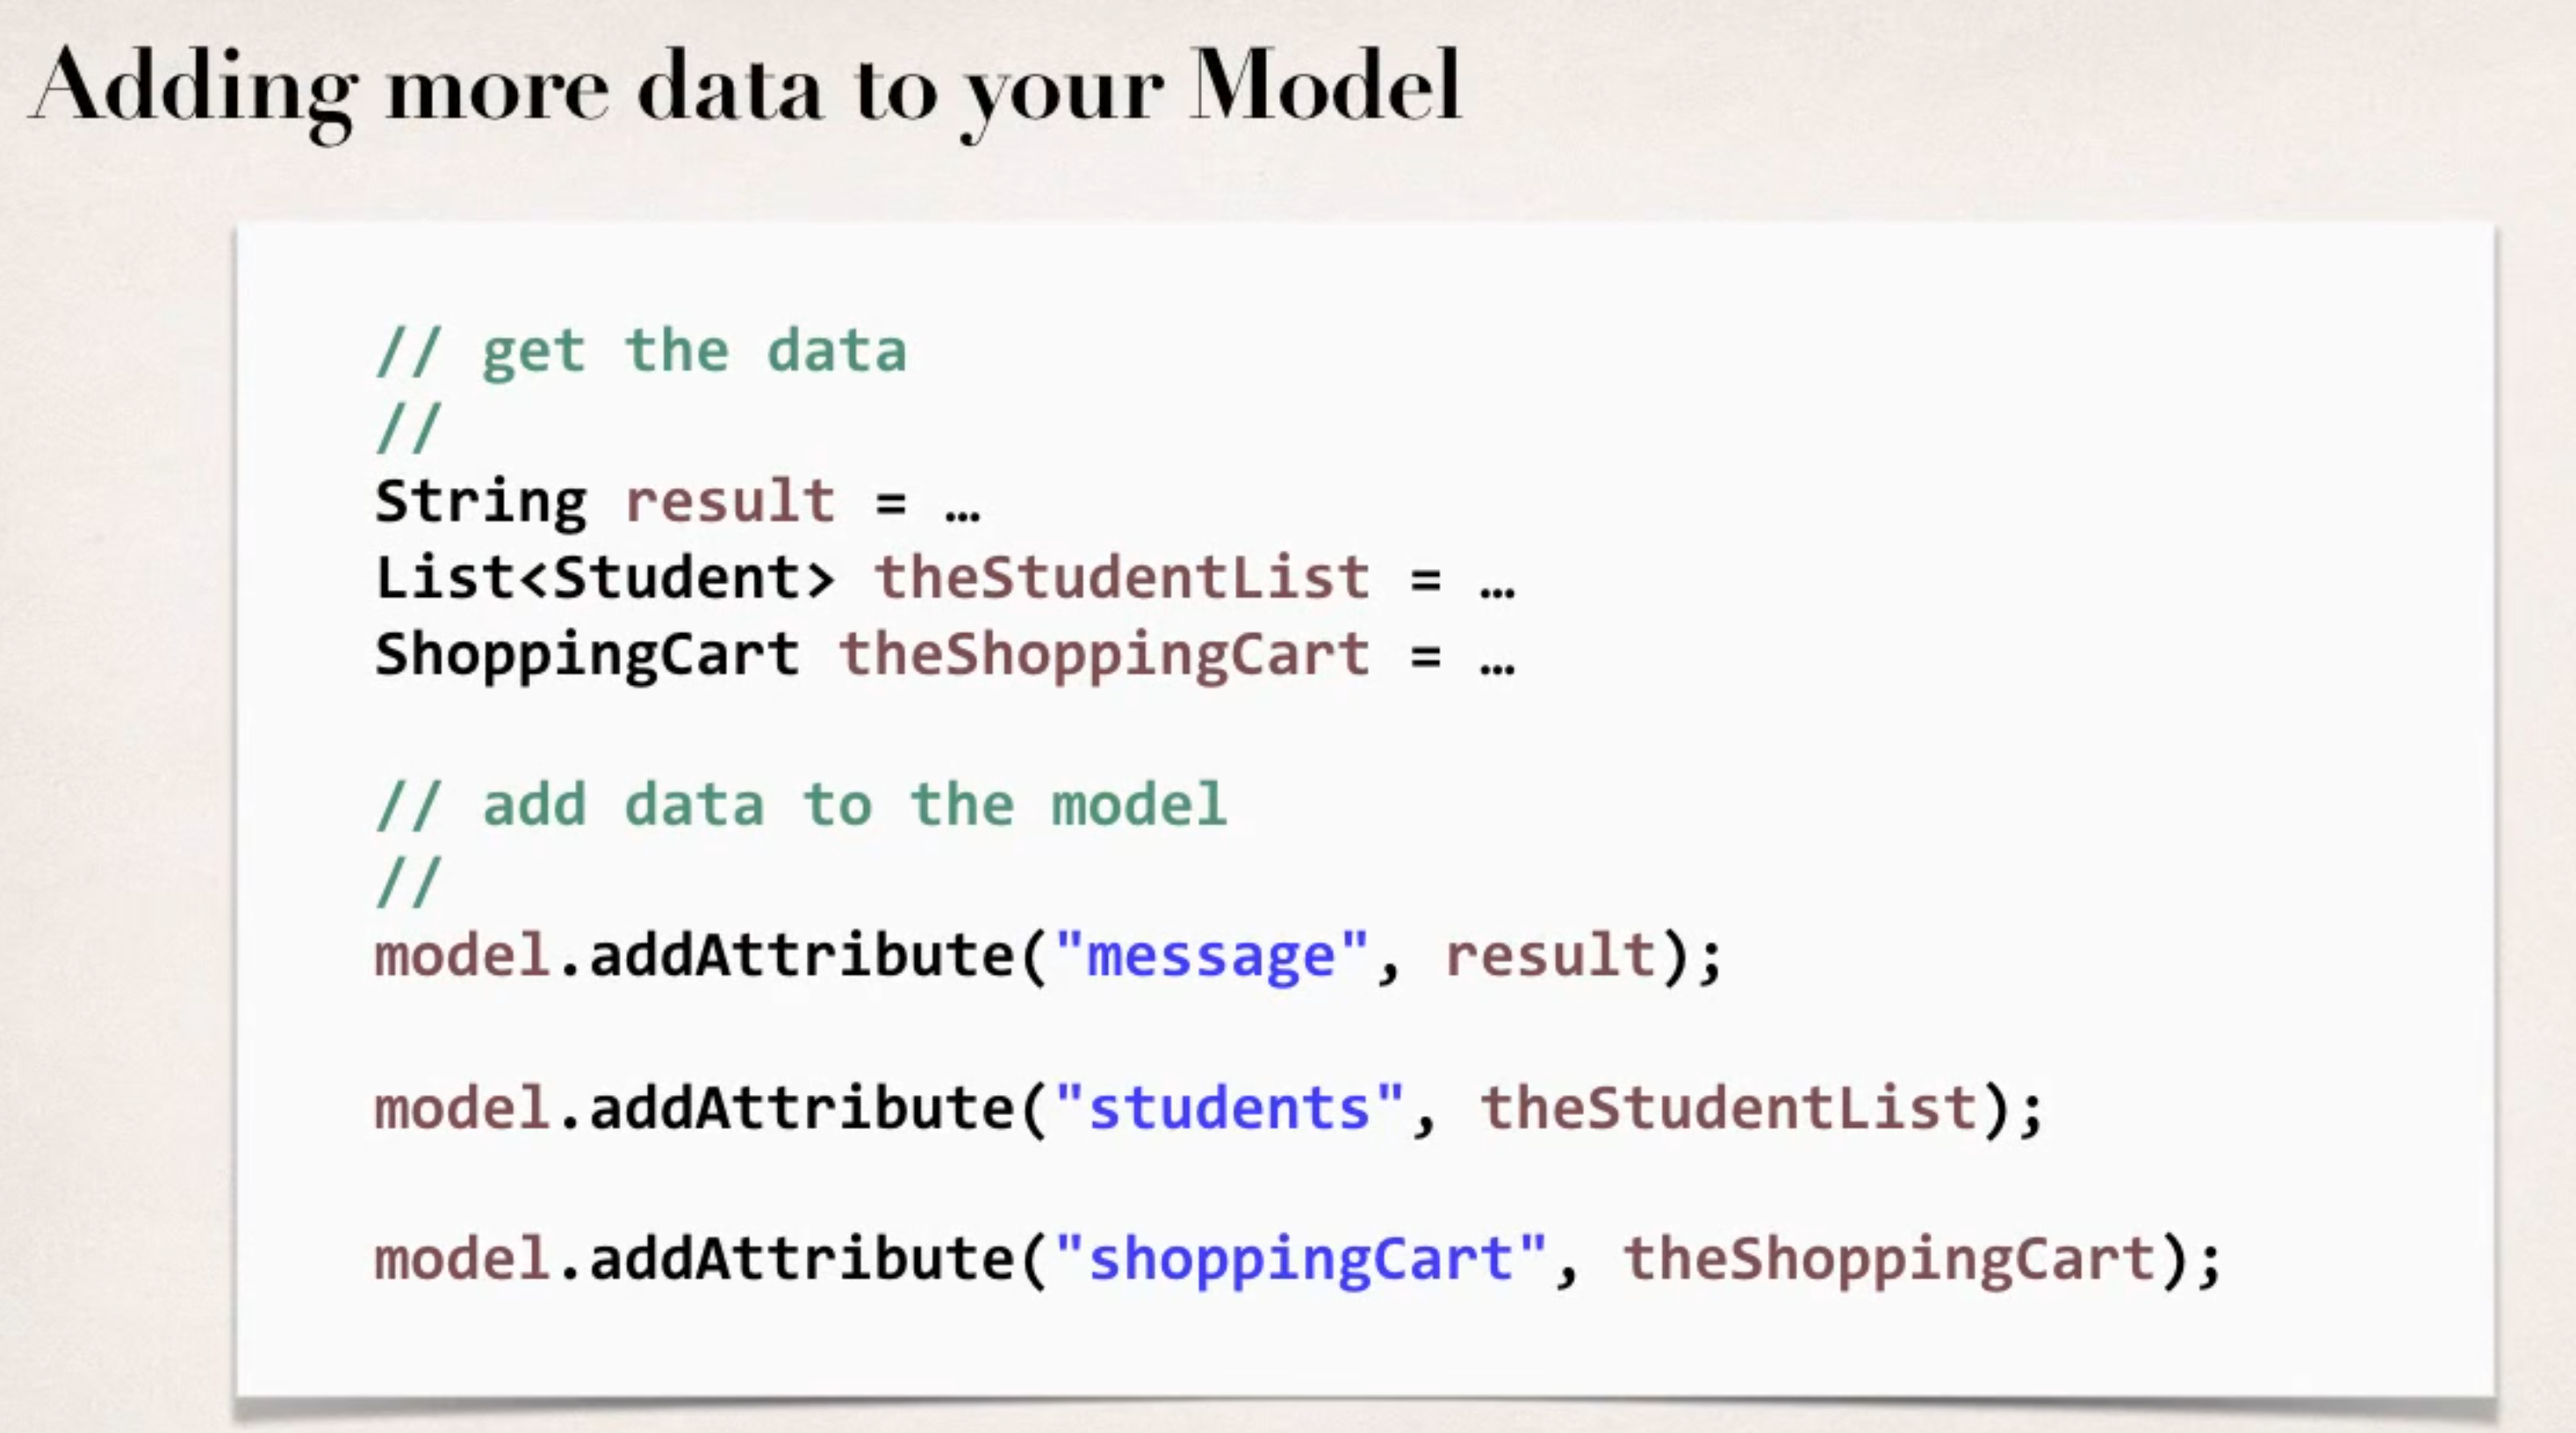 Adding more data to your Model
// get the data
//
String result = …
List<Student> theStudentList = …
ShoppingCart theShoppingCart = …
// add data to the model
//
model.addAttribute("message", result);
model.addAttribute("students", theStudentList);
model.addAttribute("shoppingCart", theShoppingCart);